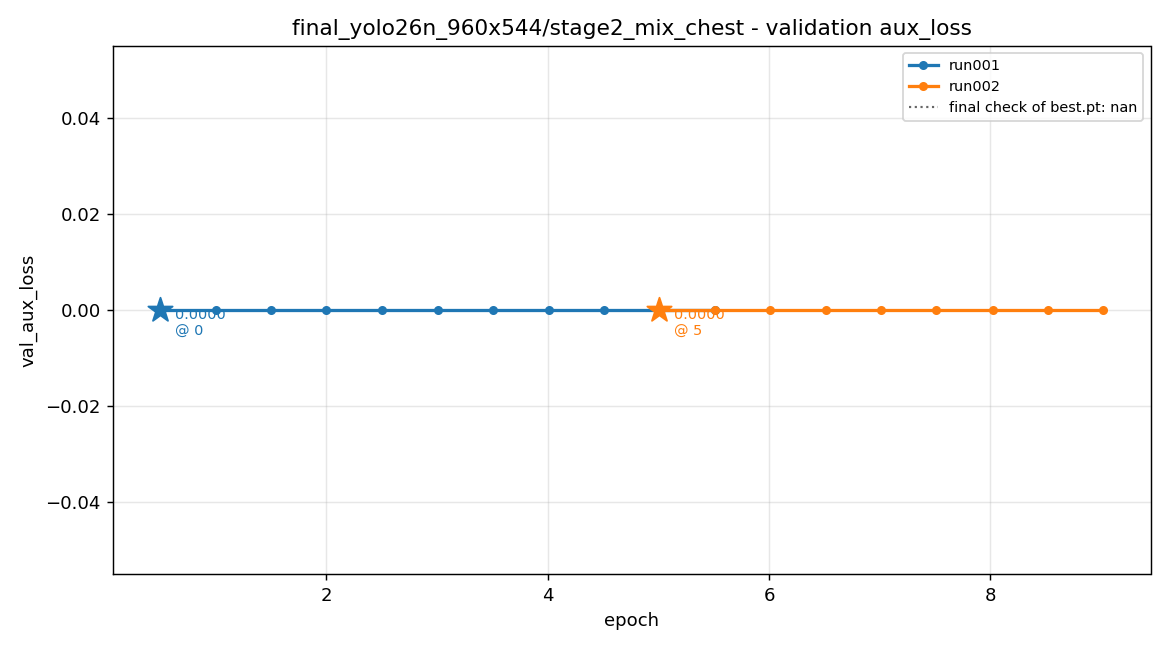 final_yolo26n_960x544/stage2_mix_chest - validation aux_loss
run001
run002
final check of best.pt: nan
val_aux_loss
0.04
0.02
0.00
−0.02
−0.04
0.0000
@ 0
0.0000
@ 5
2
4
6
8
epoch